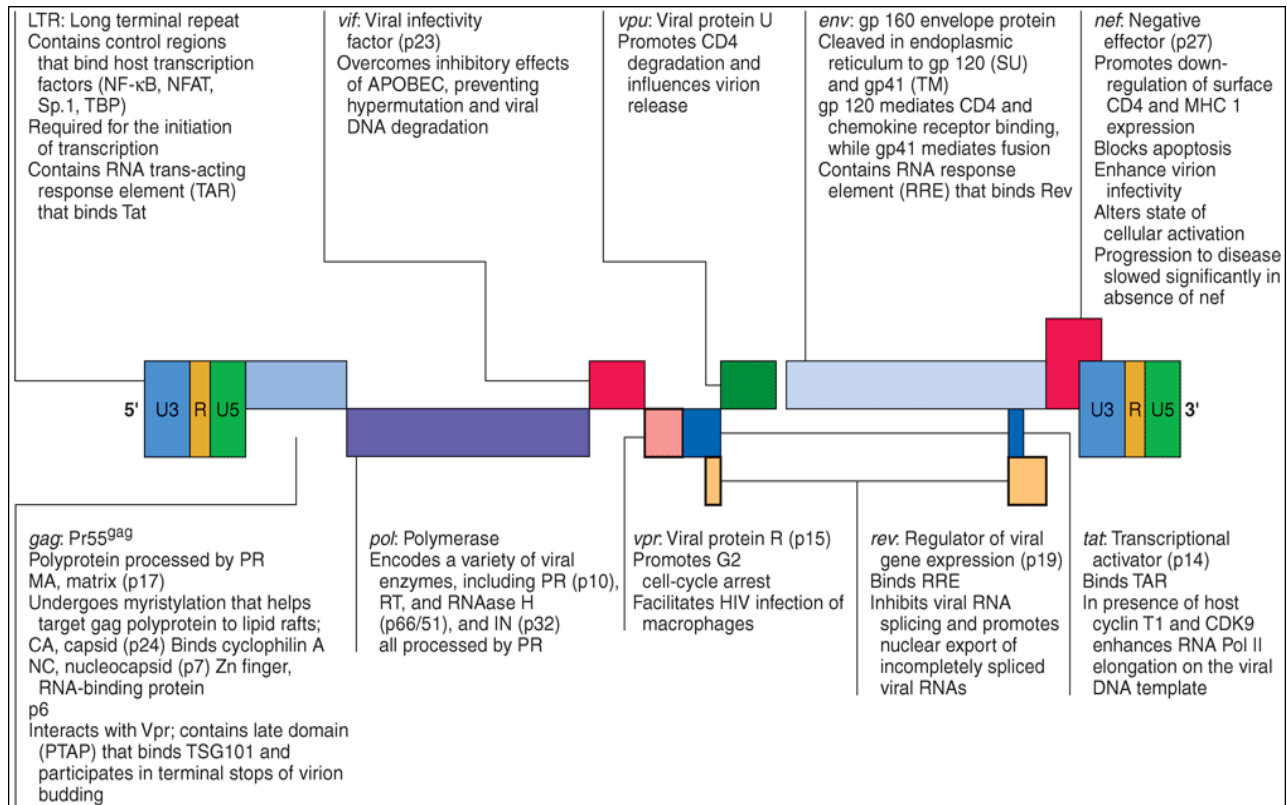 LTR: Long terminal repeat
Contains control regions
that bind host transcription
factors (NF-κB, NFAT,
Sp.1, TBP)
Required for the initiation
of transcription
Contains RNA trans-acting
response element (TAR)
that binds Tat
vif: Viral infectivity
factor (p23)
Overcomes inhibitory effects
of APOBEC, preventing
hypermutation and viral
DNA degradation
vpu: Viral protein U
Promotes CD4
degradation and
influences virion
release
env: gp 160 envelope protein
Cleaved in endoplasmic
reticulum to gp 120 (SU)
and gp41 (TM)
gp 120 mediates CD4 and
chemokine receptor binding,
while gp41 mediates fusion
Contains RNA response
element (RRE) that binds Rev
nef: Negative
effector (p27)
Promotes down-
regulation of surface
CD4 and MHC 1
expression
Blocks apoptosis
Enhance virion
infectivity
Alters state of
cellular activation
Progression to disease
slowed significantly in
absence of nef
5' U3 R U5 U3 R U5 3'
gag: Pr55gag
Polyprotein processed by PR
MA, matrix (p17)
Undergoes myristylation that helps
target gag polyprotein to lipid rafts;
CA, capsid (p24) Binds cyclophilin A
NC, nucleocapsid (p7) Zn finger,
RNA-binding protein
p6
Interacts with Vpr; contains late domain
(PTAP) that binds TSG101 and
participates in terminal stops of virion
budding
pol: Polymerase
Encodes a variety of viral
enzymes, including PR (p10),
RT, and RNAase H
(p66/51), and IN (p32)
all processed by PR
vpr: Viral protein R (p15)
Promotes G2
cell-cycle arrest
Facilitates HIV infection of
macrophages
rev: Regulator of viral
gene expression (p19)
Binds RRE
Inhibits viral RNA
splicing and promotes
nuclear export of
incompletely spliced
viral RNAs
tat: Transcriptional
activator (p14)
Binds TAR
In presence of host
cyclin T1 and CDK9
enhances RNA Pol II
elongation on the viral
DNA template